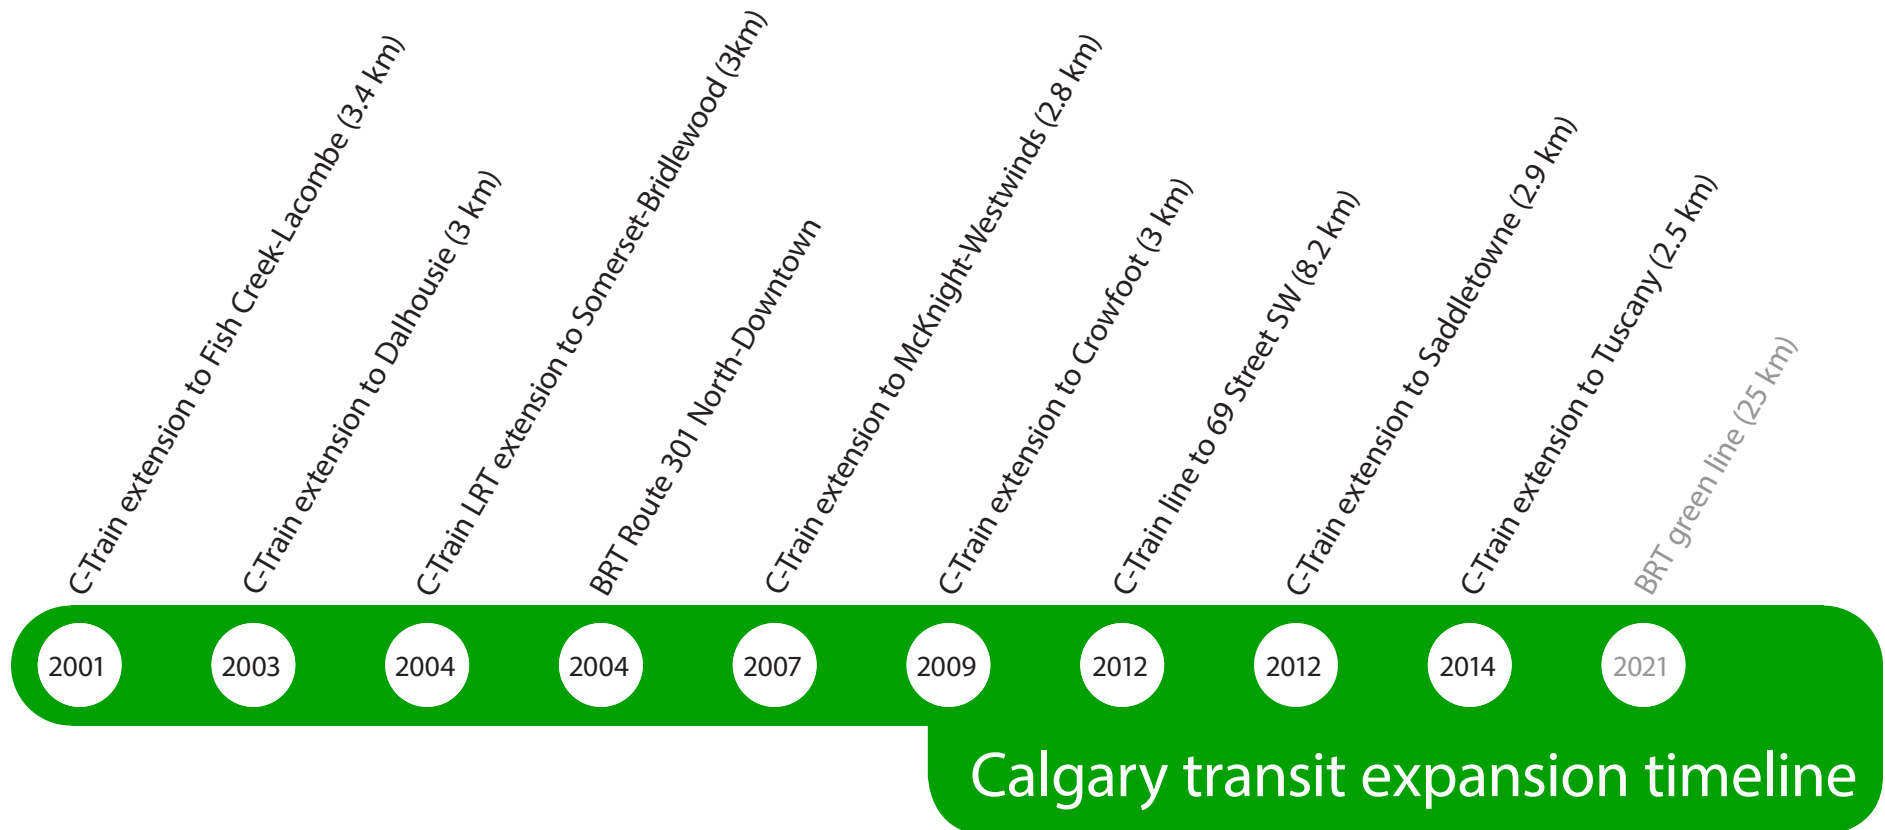 C-Train extension to Fish Creek-Lacombe (3.4 km)
C-Train extension to Dalhousie (3 km)
C-Train LRT extension to Somerset-Bridlewood (3km)
BRT Route 301 North-Downtown
C-Train extension to McKnight-Westwinds (2.8 km)
C-Train extension to Crowfoot (3 km)
C-Train line to 69 Street SW (8.2 km)
C-Train extension to Saddletowne (2.9 km)
C-Train extension to Tuscany (2.5 km)
BRT green line (25 km)
2001
2003
2004
2004
2007
2009
2012
2012
2014
2021
Calgary transit expansion timeline